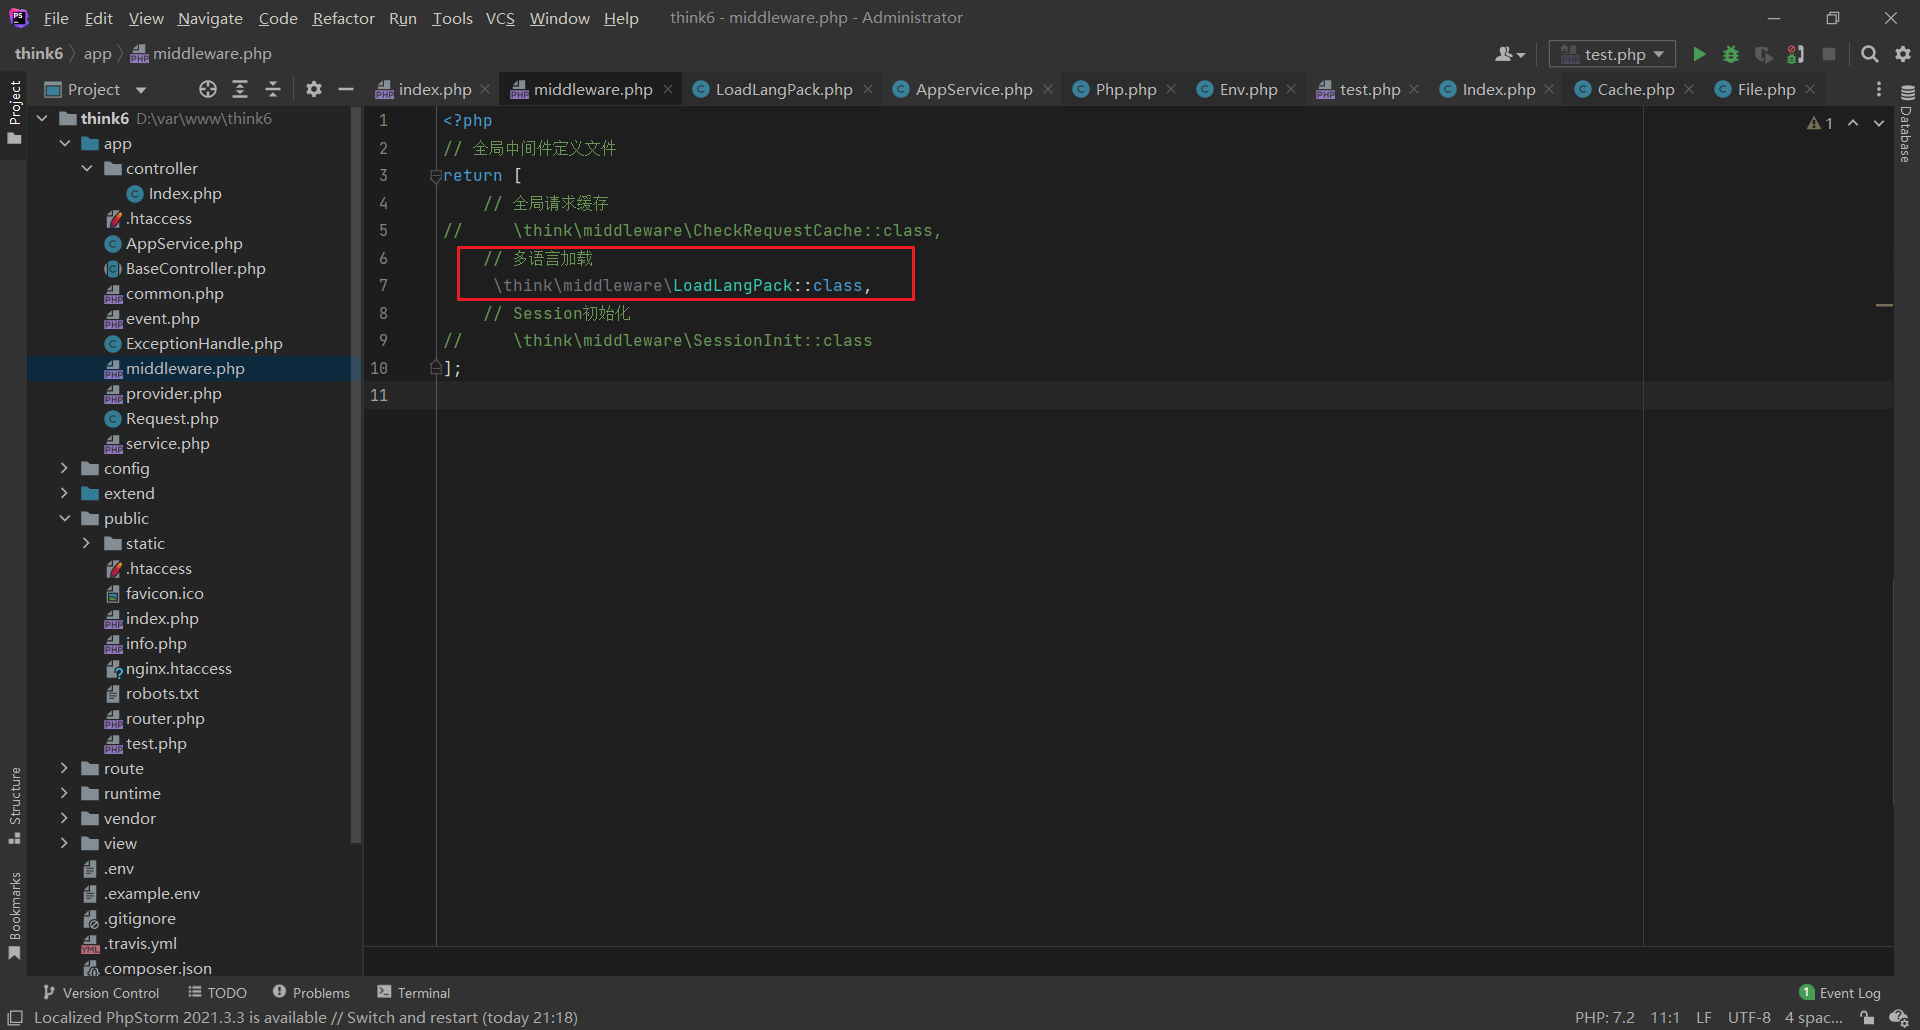 File Edit View Navigate Code Refactor Run Tools VCS Window Help think6 - middleware.php - Administrator
think6 app middleware.php test.php
Project index.php middleware.php LoadLangPack.php AppService.php Php.php Env.php test.php Index.php Cache.php File.php
Project
Structure
Bookmarks
Database
think6 D:\var\www\think6
app
controller
Index.php
.htaccess
AppService.php
BaseController.php
common.php
event.php
ExceptionHandle.php
middleware.php
provider.php
Request.php
service.php
config
extend
public
static
.htaccess
favicon.ico
index.php
info.php
nginx.htaccess
robots.txt
router.php
test.php
route
runtime
vendor
view
.env
.example.env
.gitignore
.travis.yml
composer.json
1 <?php
2 // 全局中间件定义文件
3 return [
4 // 全局请求缓存
5 // \think\middleware\CheckRequestCache::class,
6 // 多语言加载
7 \think\middleware\LoadLangPack::class,
8 // Session初始化
9 // \think\middleware\SessionInit::class
10 ];
11
1
Version Control TODO Problems Terminal 1 Event Log
Localized PhpStorm 2021.3.3 is available // Switch and restart (today 21:18) PHP: 7.2 11:1 LF UTF-8 4 spac...